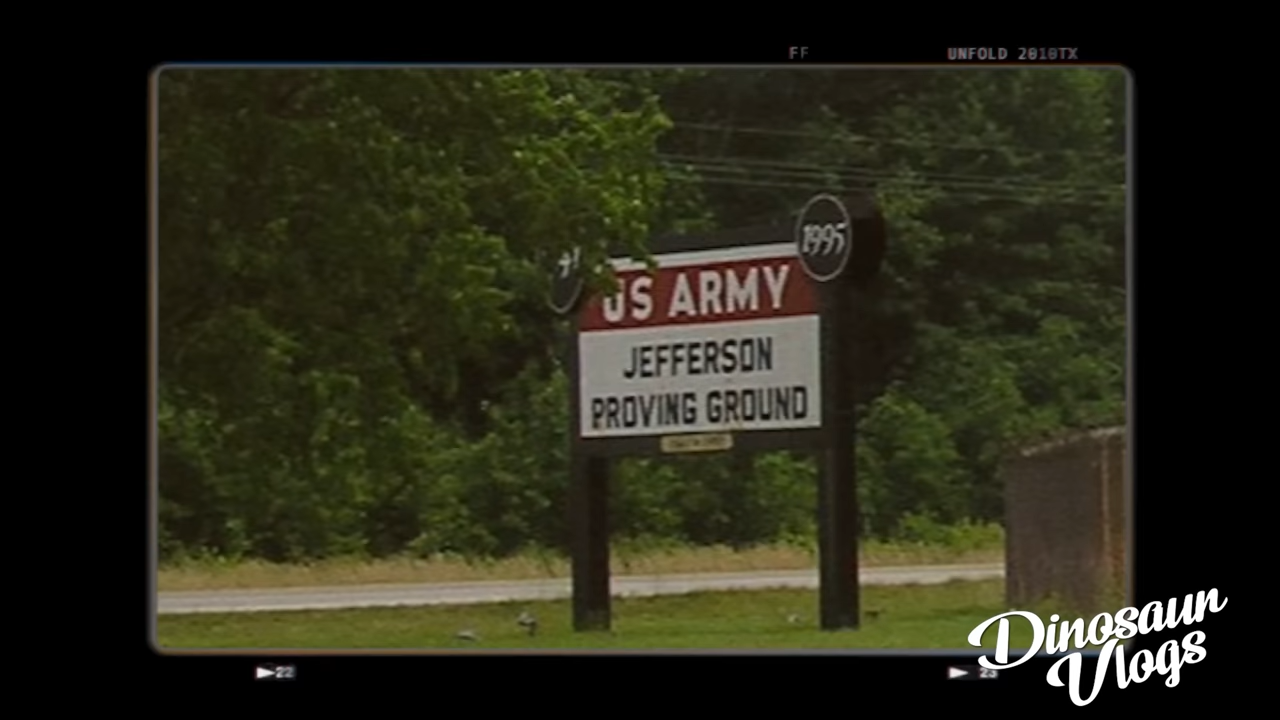 FF UNFOLD 2010TX
1995
US ARMY
JEFFERSON
PROVING GROUND
22
Dinosaur
Vlogs